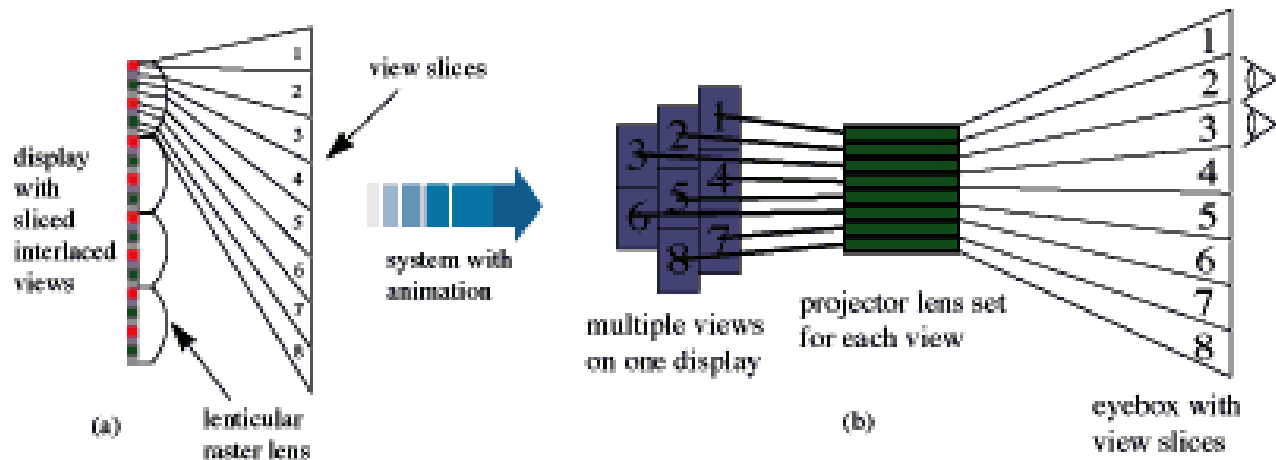 display
with
sliced
interlaced
views
1
2
3
4
5
6
7
8
view slices
lenticular
raster lens
(a)
system with
animation
1
2
3
4
5
6
7
8
multiple views
on one display
projector lens set
for each view
(b)
1
2
3
4
5
6
7
8
eyebox with
view slices